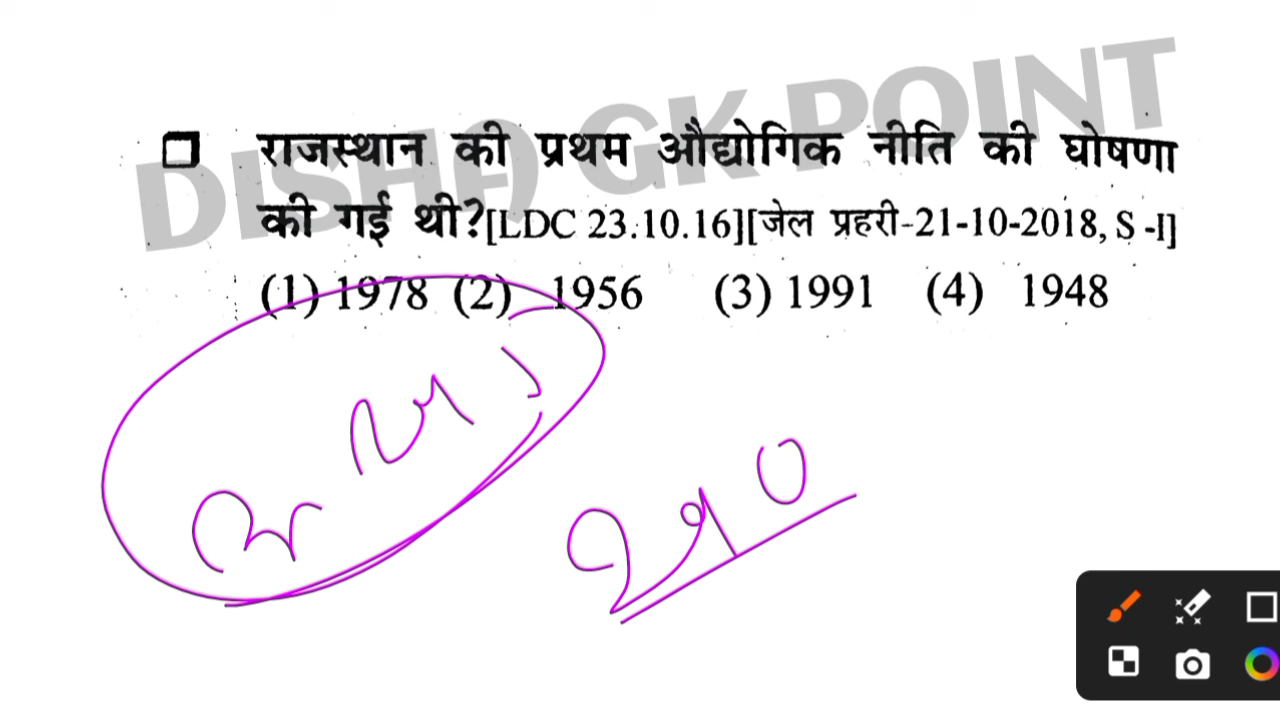 DISHA GK POINT
राजस्थान की प्रथम औद्योगिक नीति की घोषणा
की गई थी?[LDC 23.10.16][जेल प्रहरी-21-10-2018, S -I]
(1) 1978 (2) 1956 (3) 1991 (4) 1948